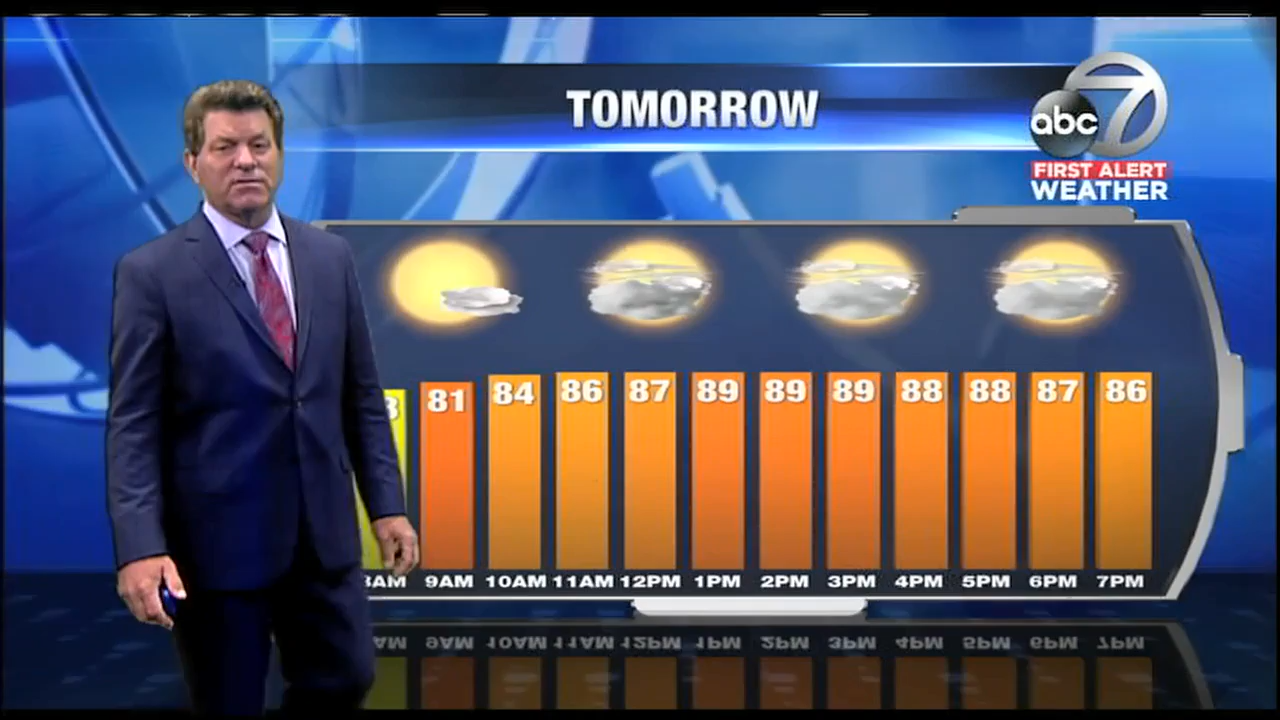 TOMORROW
abc 7
FIRST ALERT
WEATHER
81 84 86 87 89 89 89 88 88 87 86
9AM 10AM 11AM 12PM 1PM 2PM 3PM 4PM 5PM 6PM 7PM